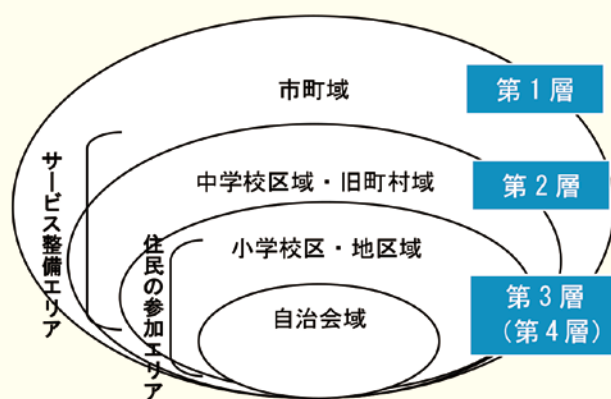 市町域
第1層
中学校区域・旧町村域
第2層
小学校区・地区域
自治会域
第3層
(第4層)
サービス整備エリア
住民の参加エリア